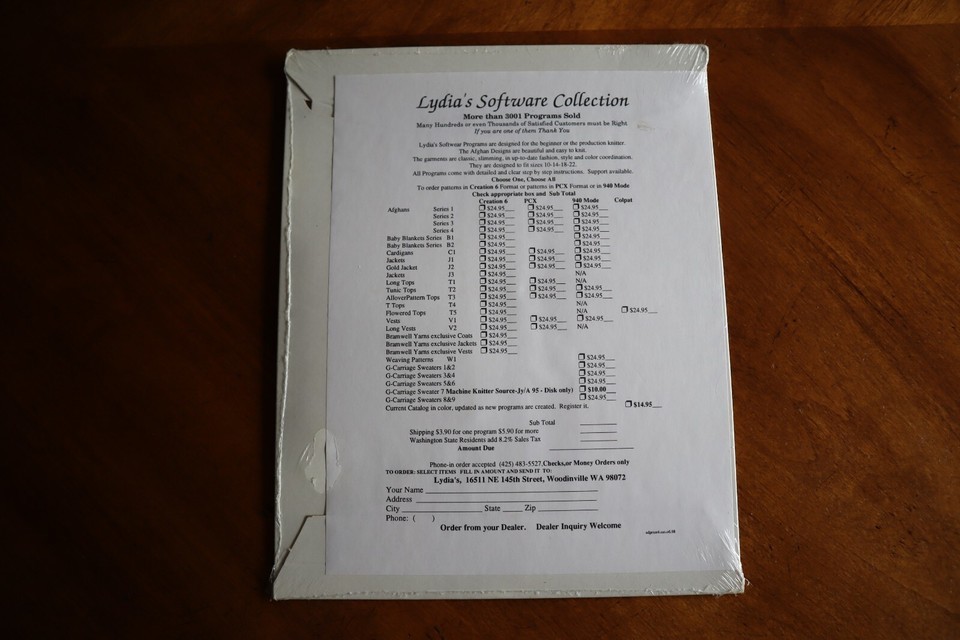 Lydia's Software Collection
More than 3001 Programs Sold
Many Hundreds or even Thousands of Satisfied Customers must be Right
If you are one of them Thank You
Lydia's Softwear Programs are designed for the beginner or the production knitter.
The Afghan Designs are beautiful and easy to knit.
The garments are classic, slimming, in up-to-date fashion, style and color coordination.
They are designed to fit sizes 10-14-18-22.
All Programs come with detailed and clear step by step instructions. Support available.
Choose One, Choose All
To order patterns in Creation 6 Format or patterns in PCX Format or in 940 Mode
Check appropriate box and Sub Total
Creation 6 PCX 940 Mode Colpat
Afghans Series 1 $24.95 $24.95 $24.95
Series 2 $24.95 $24.95 $24.95
Series 3 $24.95 $24.95 $24.95
Series 4 $24.95 $24.95 $24.95
Baby Blankets Series B1 $24.95 $24.95
Baby Blankets Series B2 $24.95 $24.95
Cardigans C1 $24.95 $24.95 $24.95
Jackets J1 $24.95 $24.95 $24.95
Gold Jacket J2 $24.95 $24.95 $24.95
Jackets J3 $24.95 N/A
Long Tops T1 $24.95 $24.95 N/A
Tunic Tops T2 $24.95 $24.95 $24.95
AlloverPattern Tops T3 $24.95 $24.95 $24.95
T Tops T4 $24.95 N/A
Flowered Tops T5 $24.95 N/A $24.95
Vests V1 $24.95 $24.95 $24.95
Long Vests V2 $24.95 $24.95 N/A
Bramwell Yarns exclusive Coats $24.95
Bramwell Yarns exclusive Jackets $24.95
Bramwell Yarns exclusive Vests $24.95
Weaving Patterns W1 $24.95
G-Carriage Sweaters 1&2 $24.95
G-Carriage Sweaters 3&4 $24.95
G-Carriage Sweaters 5&6 $24.95
G-Carriage Sweater 7 Machine Knitter Source-Jy/A 95 - Disk only) $10.00
G-Carriage Sweaters 8&9 $24.95
Current Catalog in color, updated as new programs are created. Register it. $14.95
Sub Total
Shipping $3.90 for one program $5.90 for more
Washington State Residents add 8.2% Sales Tax
Amount Due
Phone-in order accepted (425) 483-5527.Checks,or Money Orders only
TO ORDER: SELECT ITEMS FILL IN AMOUNT AND SEND IT TO:
Lydia's, 16511 NE 145th Street, Woodinville WA 98072
Your Name
Address
City State Zip
Phone: ( )
Order from your Dealer. Dealer Inquiry Welcome